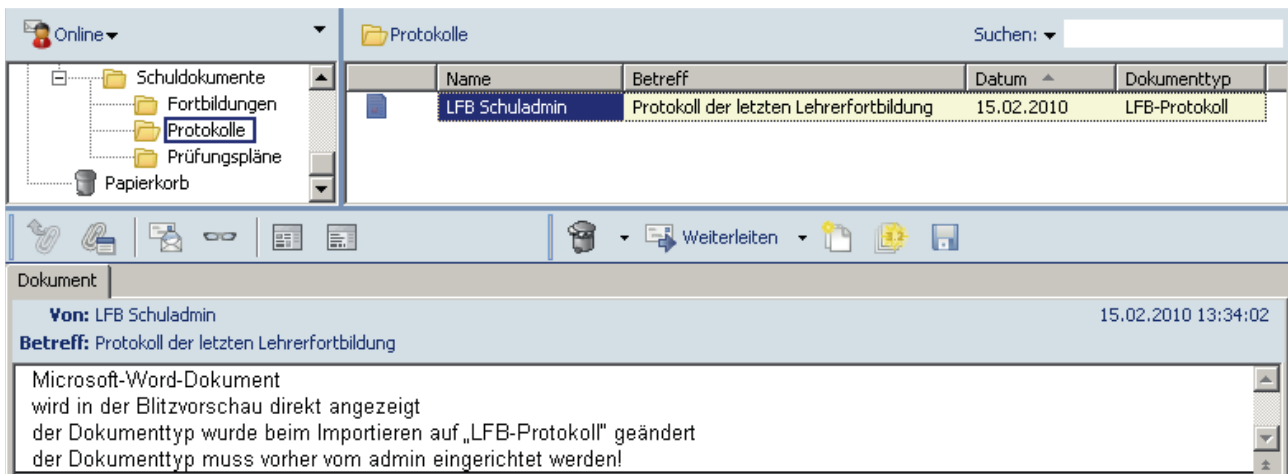 Online
Protokolle
Suchen:
Schuldokumente
Fortbildungen
Protokolle
Prüfungspläne
Papierkorb
Name Betreff Datum Dokumenttyp
LFB Schuladmin Protokoll der letzten Lehrerfortbildung 15.02.2010 LFB-Protokoll
Weiterleiten
Dokument
Von: LFB Schuladmin 15.02.2010 13:34:02
Betreff: Protokoll der letzten Lehrerfortbildung
Microsoft-Word-Dokument
wird in der Blitzvorschau direkt angezeigt
der Dokumenttyp wurde beim Importieren auf „LFB-Protokoll" geändert
der Dokumenttyp muss vorher vom admin eingerichtet werden!